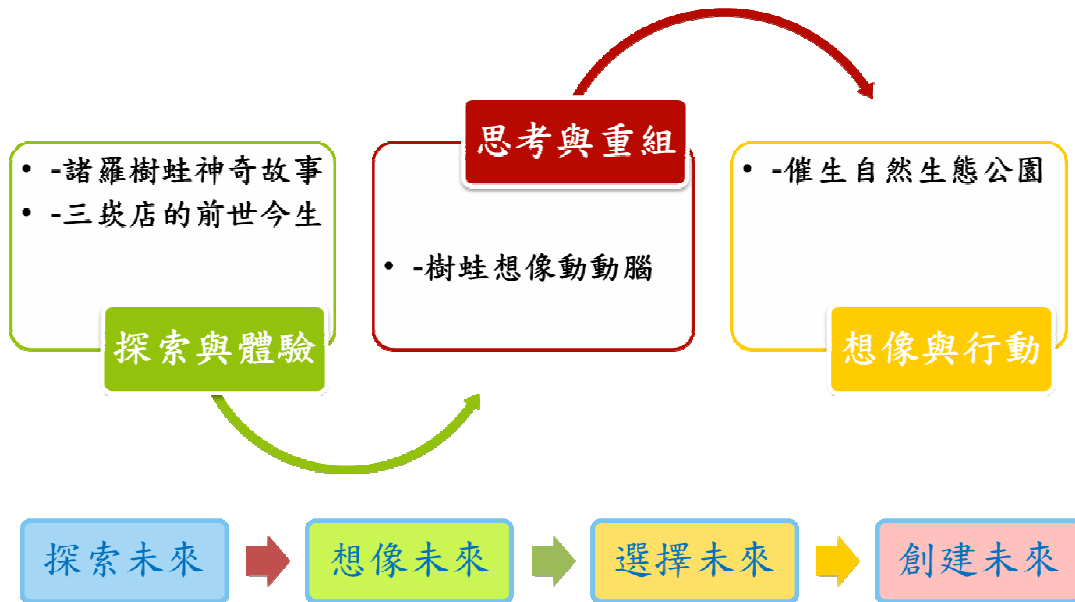 • -諸羅樹蛙神奇故事
• -三崁店的前世今生
探索與體驗
思考與重組
• -樹蛙想像動動腦
• -催生自然生態公園
想像與行動
探索未來
想像未來
選擇未來
創建未來